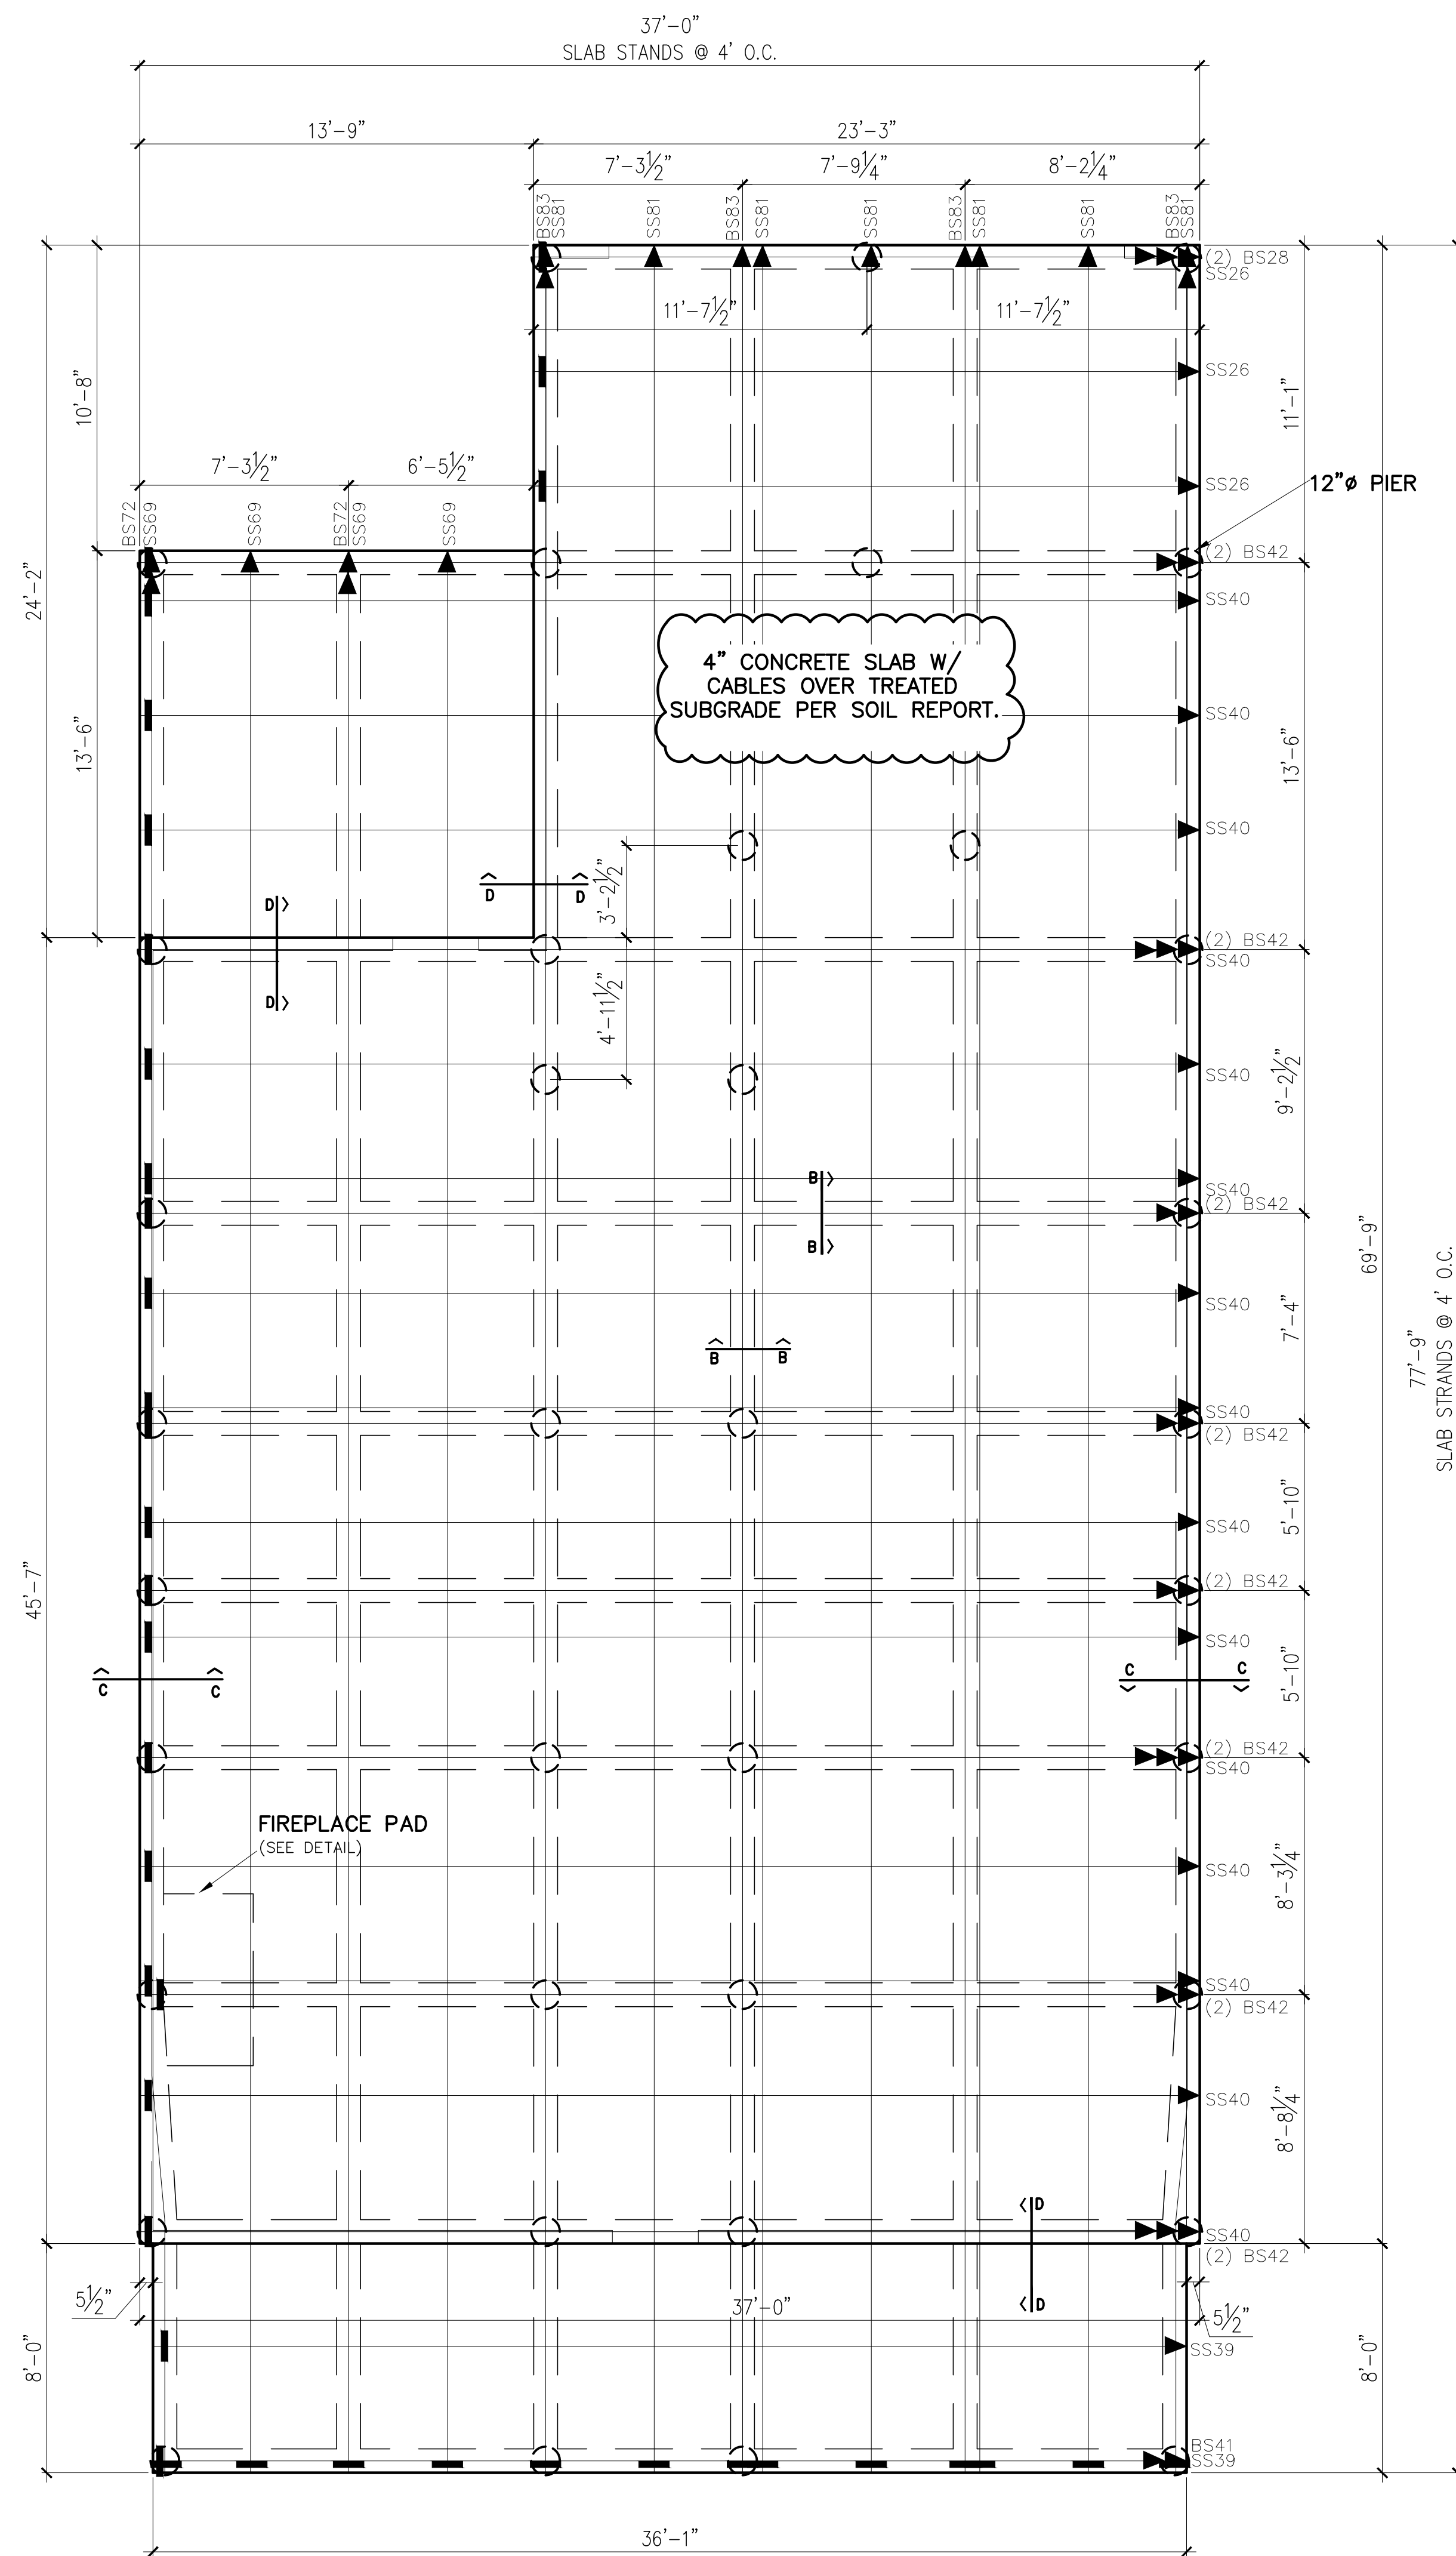 37'-0"
SLAB STANDS @ 4' O.C.
13'-9"
23'-3"
7'-3½"
7'-9¼"
8'-2¼"
BS83
SS81
SS81
BS83
SS81
SS81
BS83
SS81
SS81
BS83
SS81
(2) BS28
SS26
11'-7½"
11'-7½"
SS26
11'-1"
10'-8"
7'-3½"
6'-5½"
SS26
12"ø PIER
BS72
SS69
SS69
BS72
SS69
SS69
(2) BS42
24'-2"
SS40
4" CONCRETE SLAB W/
CABLES OVER TREATED
SUBGRADE PER SOIL REPORT.
SS40
13'-6"
13'-6"
SS40
3'-2½"
D
D
D
D
(2) BS42
SS40
4'-11½"
SS40
9'-2½"
B
B
SS40
(2) BS42
69'-9"
SS40
7'-4"
77'-9"
SLAB STRANDS @ 4' O.C.
B
B
SS40
(2) BS42
SS40
5'-10"
45'-7"
(2) BS42
SS40
5'-10"
C
C
C
C
(2) BS42
SS40
FIREPLACE PAD
(SEE DETAIL)
SS40
8'-3¼"
SS40
(2) BS42
SS40
8'-8¼"
D
D
SS40
(2) BS42
5½"
37'-0"
5½"
8'-0"
SS39
8'-0"
BS41
SS39
36'-1"